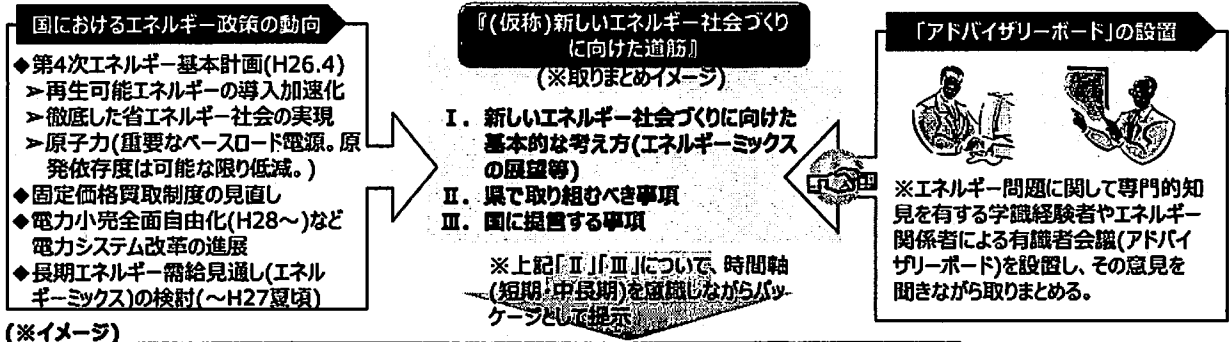 国におけるエネルギー政策の動向
◆第4次エネルギー基本計画(H26.4)
➢再生可能エネルギーの導入加速化
➢徹底した省エネルギー社会の実現
➢原子力(重要なベースロード電源。原
発依存度は可能な限り低減。)
◆固定価格買取制度の見直し
◆電力小売全面自由化(H28～)など
電力システム改革の進展
◆長期エネルギー需給見通し(エネル
ギーミックス)の検討(～H27夏頃)
(※イメージ)
『(仮称)新しいエネルギー社会づくり
に向けた道筋』
(※取りまとめイメージ)
Ⅰ．新しいエネルギー社会づくりに向けた
基本的な考え方(エネルギーミックス
の展望等)
Ⅱ．県で取り組むべき事項
Ⅲ．国に提言する事項
※上記「Ⅱ」「Ⅲ」について、時間軸
(短期・中長期)を意識しながらパッ
ケージとして提示
「アドバイザリーボード」の設置
※エネルギー問題に関して専門的知
見を有する学識経験者やエネルギー
関係者による有識者会議(アドバイ
ザリーボード)を設置し、その意見を
聞きながら取りまとめる。